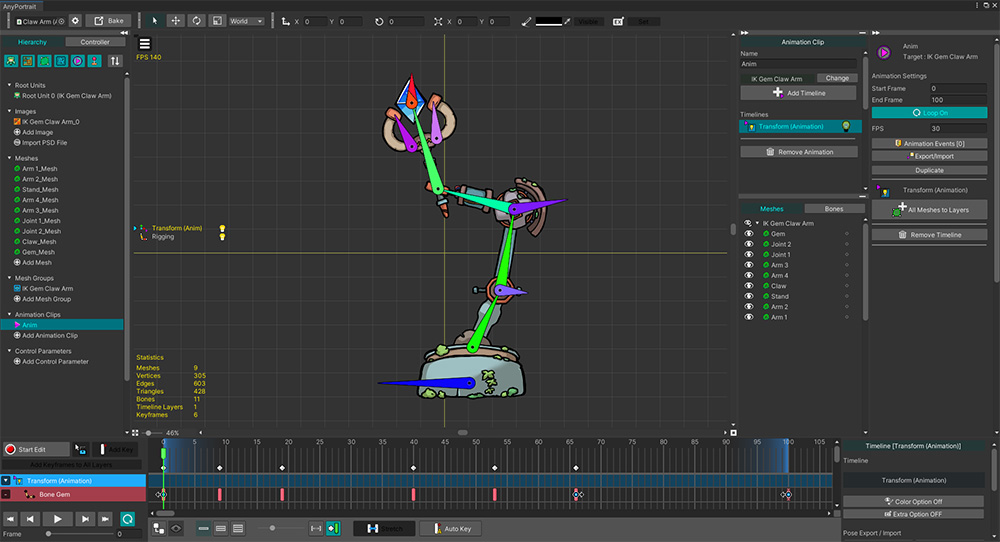 AnyPortrait
Claw Arm (A
Bake
World
X 0 Y 0
0
X 0 Y 0
Visible
Set
Hierarchy
Controller
Root Units
Root Unit 0 (IK Gem Claw Arm)
Images
IK Gem Claw Arm_0
Add Image
Import PSD File
Meshes
Arm 1_Mesh
Arm 2_Mesh
Stand_Mesh
Arm 4_Mesh
Arm 3_Mesh
Joint 1_Mesh
Joint 2_Mesh
Claw_Mesh
Gem_Mesh
Add Mesh
Mesh Groups
IK Gem Claw Arm
Add Mesh Group
Animation Clips
Anim
Add Animation Clip
Control Parameters
Add Control Parameter
FPS 140
Transform (Anim)
Rigging
Statistics
Meshes 9
Vertices 305
Edges 603
Triangles 428
Bones 11
Timeline Layers 1
Keyframes 6
46%
Animation Clip
Name
Anim
IK Gem Claw Arm
Change
Add Timeline
Timelines
Transform (Animation)
Remove Animation
Meshes
Bones
IK Gem Claw Arm
Gem
Joint 2
Joint 1
Arm 3
Arm 4
Claw
Stand
Arm 2
Arm 1
Anim
Target : IK Gem Claw Arm
Animation Settings
Start Frame 0
End Frame 100
Loop On
FPS 30
Animation Events [0]
Export/Import
Duplicate
Transform (Animation)
All Meshes to Layers
Remove Timeline
Start Edit
Add Key
Add Keyframes to All Layers
Transform (Animation)
Bone Gem
Frame 0
0 5 10 15 20 25 30 35 40 45 50 55 60 65 70 75 80 85 90 95 100 105
Stretch
Auto Key
Timeline [Transform (Animation)]
Timeline
Transform (Animation)
Color Option Off
Extra Option OFF
Pose Export / Import